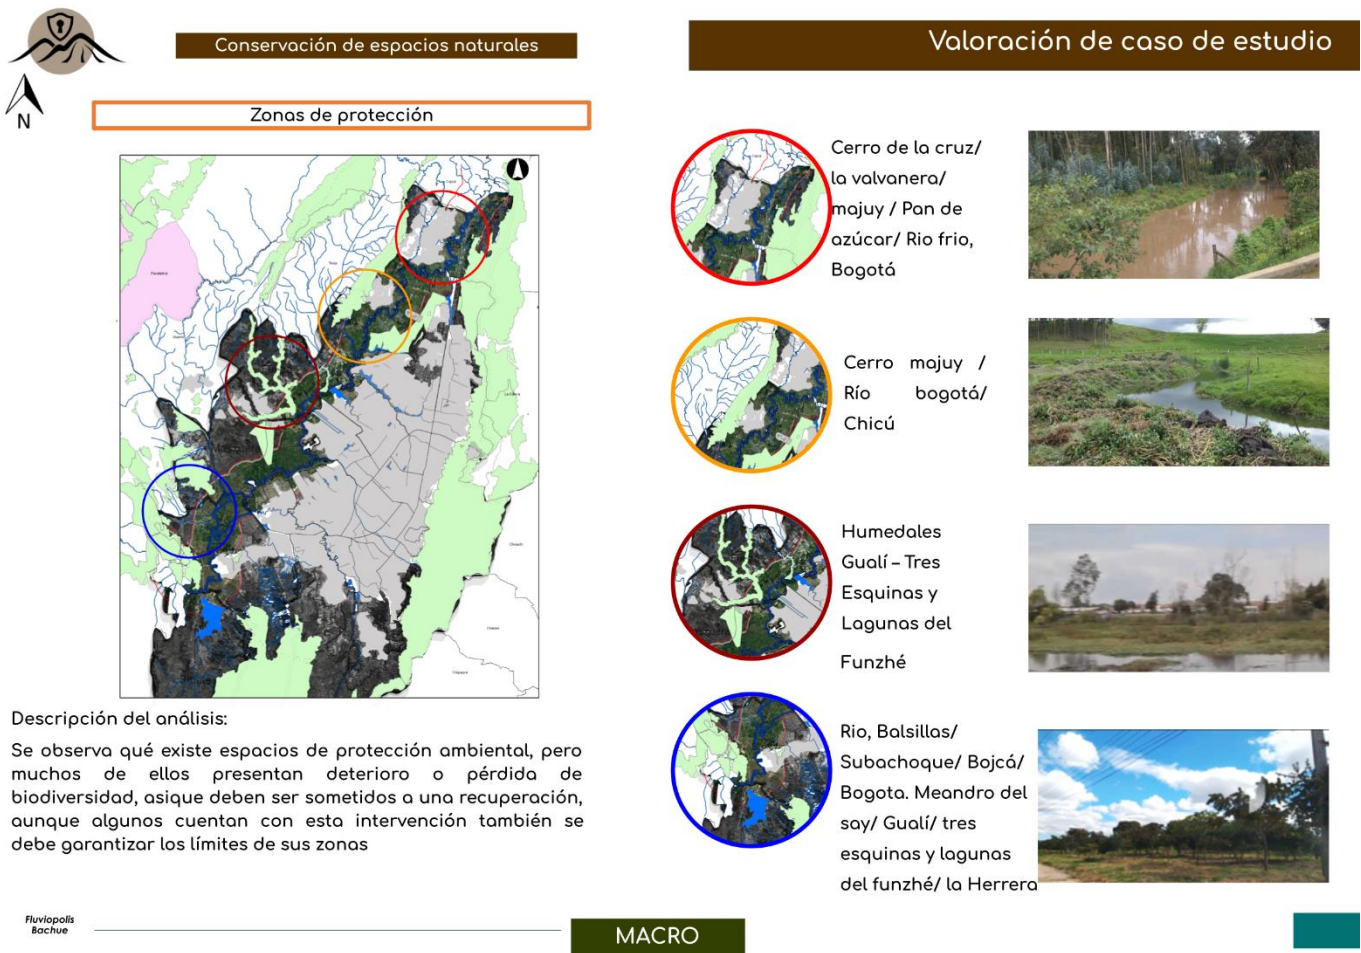 Conservación de espacios naturales
Valoración de caso de estudio
N
Zonas de protección
Cerro de la cruz/
la valvanera/
majuy / Pan de
azúcar/ Rio frio,
Bogotá
Cerro majuy /
Río bogotá/
Chicú
Humedales
Gualí – Tres
Esquinas y
Lagunas del
Funzhé
Rio, Balsillas/
Subachoque/ Bojcá/
Bogota. Meandro del
say/ Gualí/ tres
esquinas y lagunas
del funzhé/ la Herrera
Descripción del análisis:
Se observa qué existe espacios de protección ambiental, pero
muchos de ellos presentan deterioro o pérdida de
biodiversidad, asique deben ser sometidos a una recuperación,
aunque algunos cuentan con esta intervención también se
debe garantizar los límites de sus zonas
Fluviopolis
Bachue
MACRO